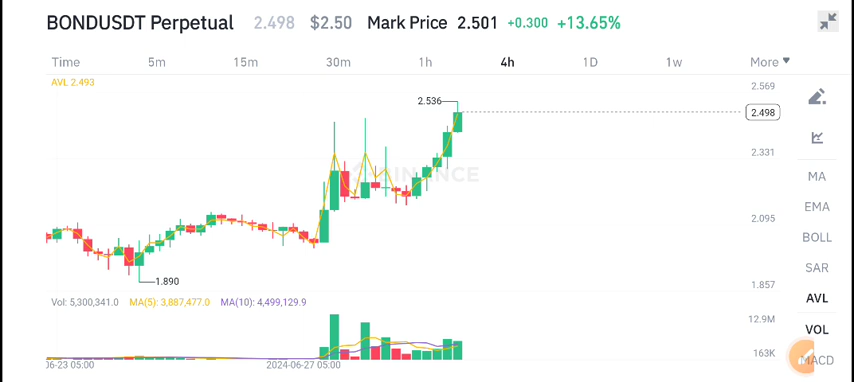 BONDUSDT Perpetual 2.498 $2.50 Mark Price 2.501 +0.300 +13.65%
Time 5m 15m 30m 1h 4h 1D 1w More
AVL 2.493
2.569
2.536
2.498
MA
2.331
BINANCE
EMA
2.095
BOLL
SAR
1.890
1.857
AVL
Vol: 5,300,341.0 MA(5): 3,887,477.0 MA(10): 4,499,129.9
12.9M
VOL
163K
MACD
06-23 05:00 2024-06-27 05:00